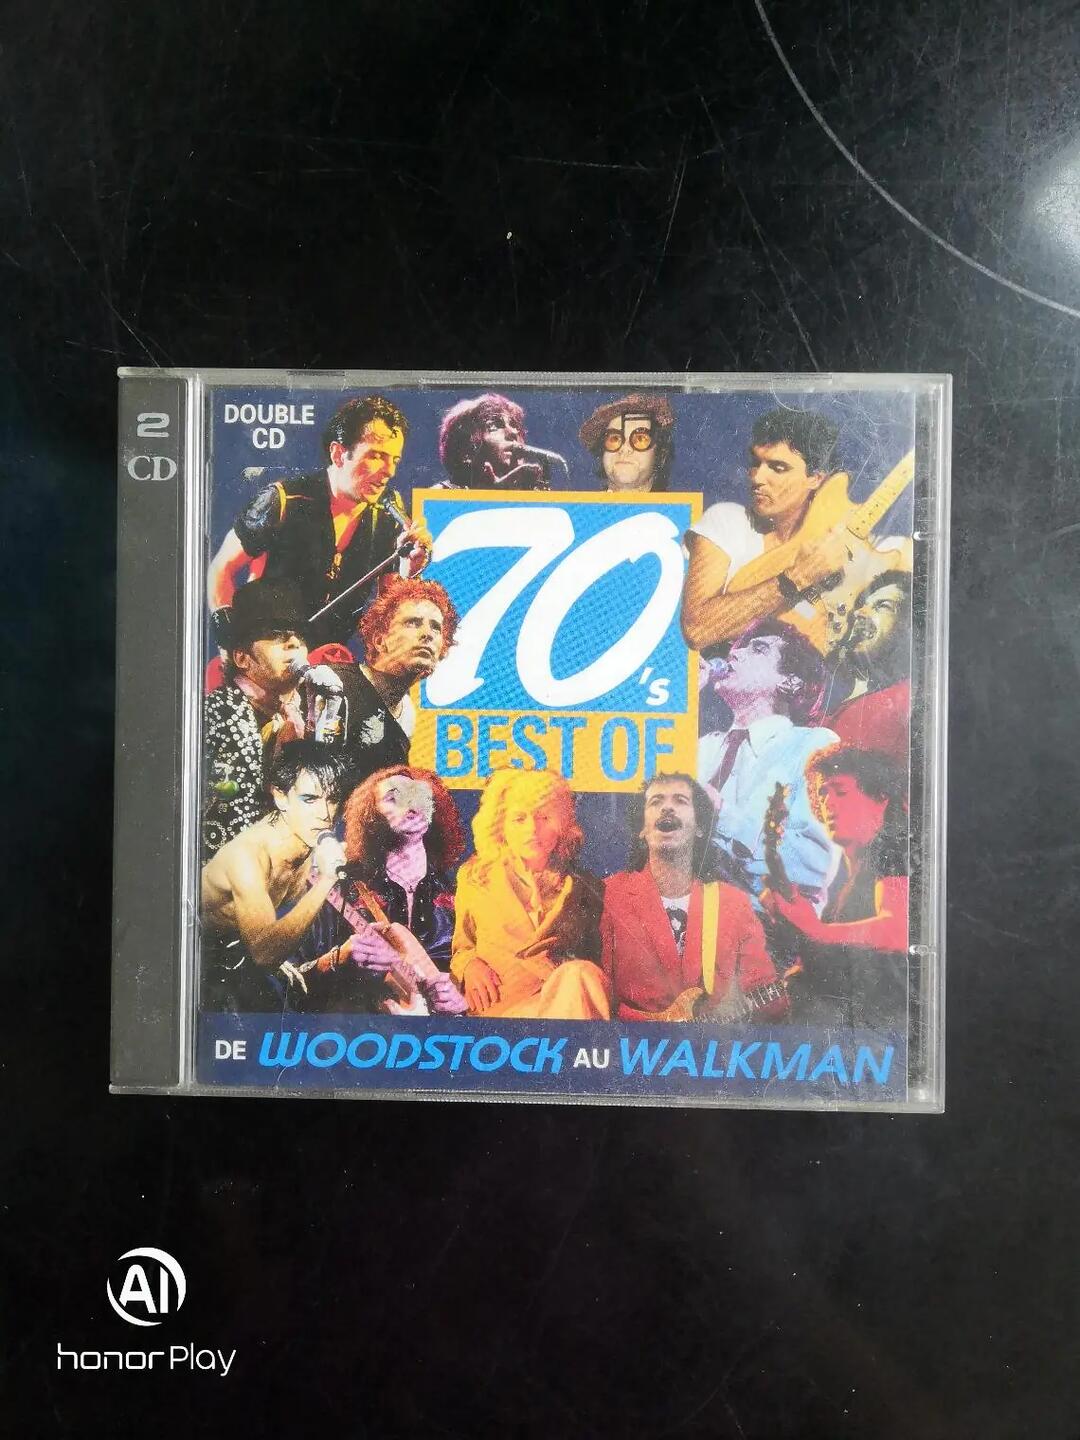 2
CD
DOUBLE
CD
70's
BEST OF
DE WOODSTOCK AU WALKMAN
AI
honor Play